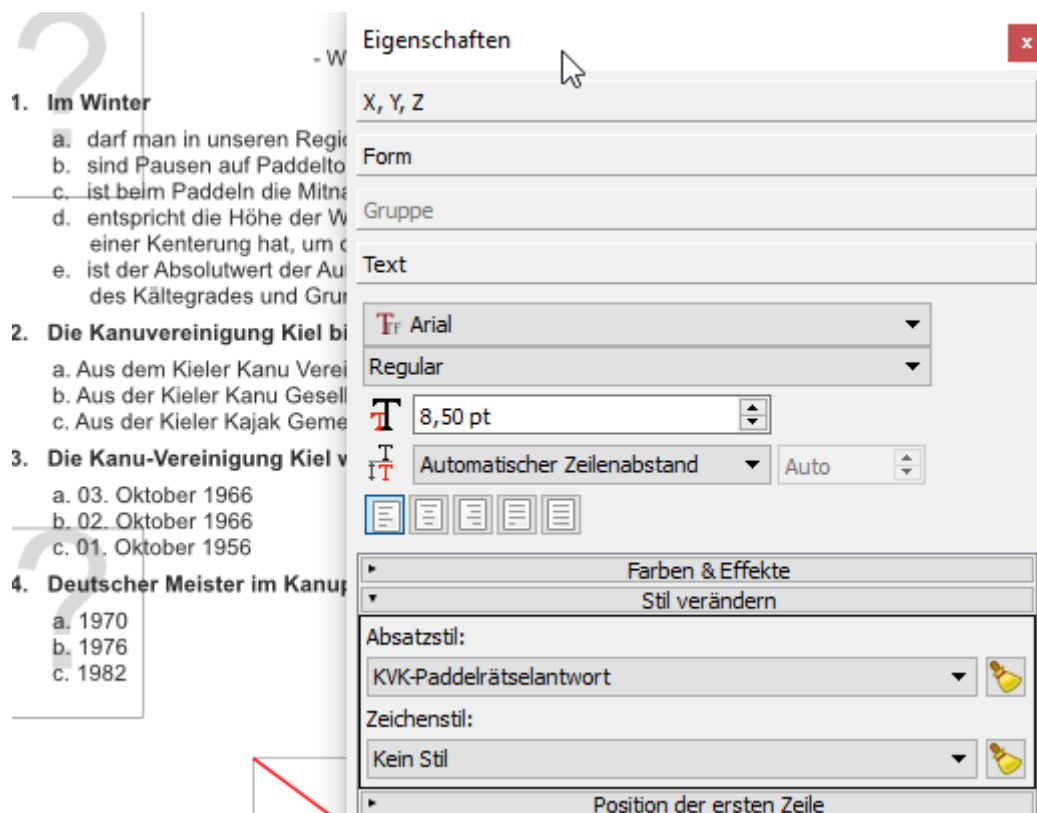 ?
- W
1. Im Winter
a. darf man in unseren Regi
b. sind Pausen auf Paddelto
c. ist beim Paddeln die Mitna
d. entspricht die Höhe der W
einer Kenterung hat, um
e. ist der Absolutwert der Au
des Kältegrades und Gru
2. Die Kanuvereinigung Kiel bi
a. Aus dem Kieler Kanu Verei
b. Aus der Kieler Kanu Gesell
c. Aus der Kieler Kajak Geme
3. Die Kanu-Vereinigung Kiel
a. 03. Oktober 1966
b. 02. Oktober 1966
c. 01. Oktober 1956
?
4. Deutscher Meister im Kanup
a. 1970
b. 1976
c. 1982
Eigenschaften
x
X, Y, Z
Form
Gruppe
Text
Arial
Regular
8,50 pt
Automatischer Zeilenabstand Auto
Farben & Effekte
Stil verändern
Absatzstil:
KVK-Paddelrätselantwort
Zeichenstil:
Kein Stil
Position der ersten Zeile